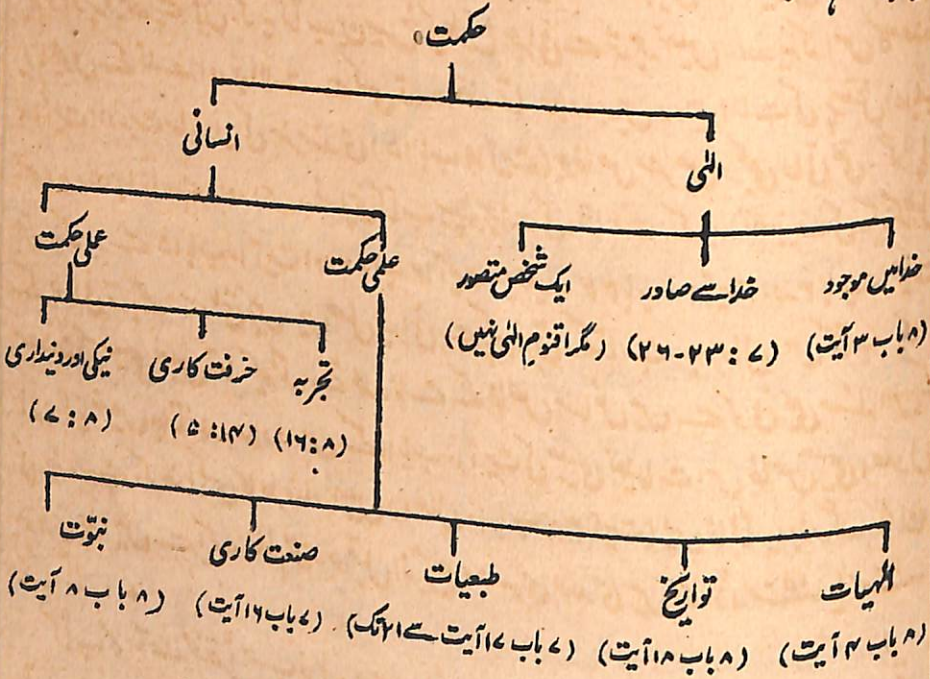 حکمت
الٰہی انسانی
خدا میں موجود خدا سے صادر ایک شخص متصور علمی حکمت عملی حکمت
(۸ باب ۳ آیت) (۷ : ۲۳-۲۶) (مگر اقنوم الٰہی نہیں)
تجربہ حرفت کاری نیکی اور دینداری
(۸ : ۱۶) (۱۴ : ۵) (۸ : ۷)
الٰہیات تواریخ طبعیات صنعت کاری نبوّت
(۸ باب ۴ آیت) (۸ باب ۱۸ آیت) (۷ باب ۱۷ آیت سے ۲۱ تک) (۷ باب ۱۶ آیت) (۸ باب ۸ آیت)